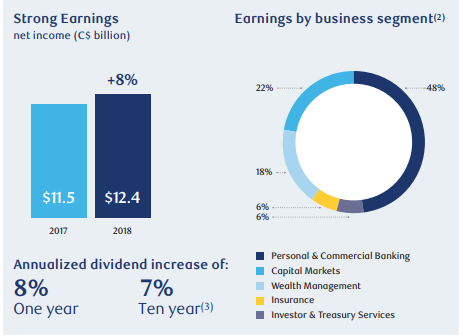 Strong Earnings
net income (C$ billion)
+8%
$11.5
$12.4
2017
2018
Annualized dividend increase of:
8%
One year
7%
Ten year(3)
Earnings by business segment(2)
22%
48%
18%
6%
6%
Personal & Commercial Banking
Capital Markets
Wealth Management
Insurance
Investor & Treasury Services